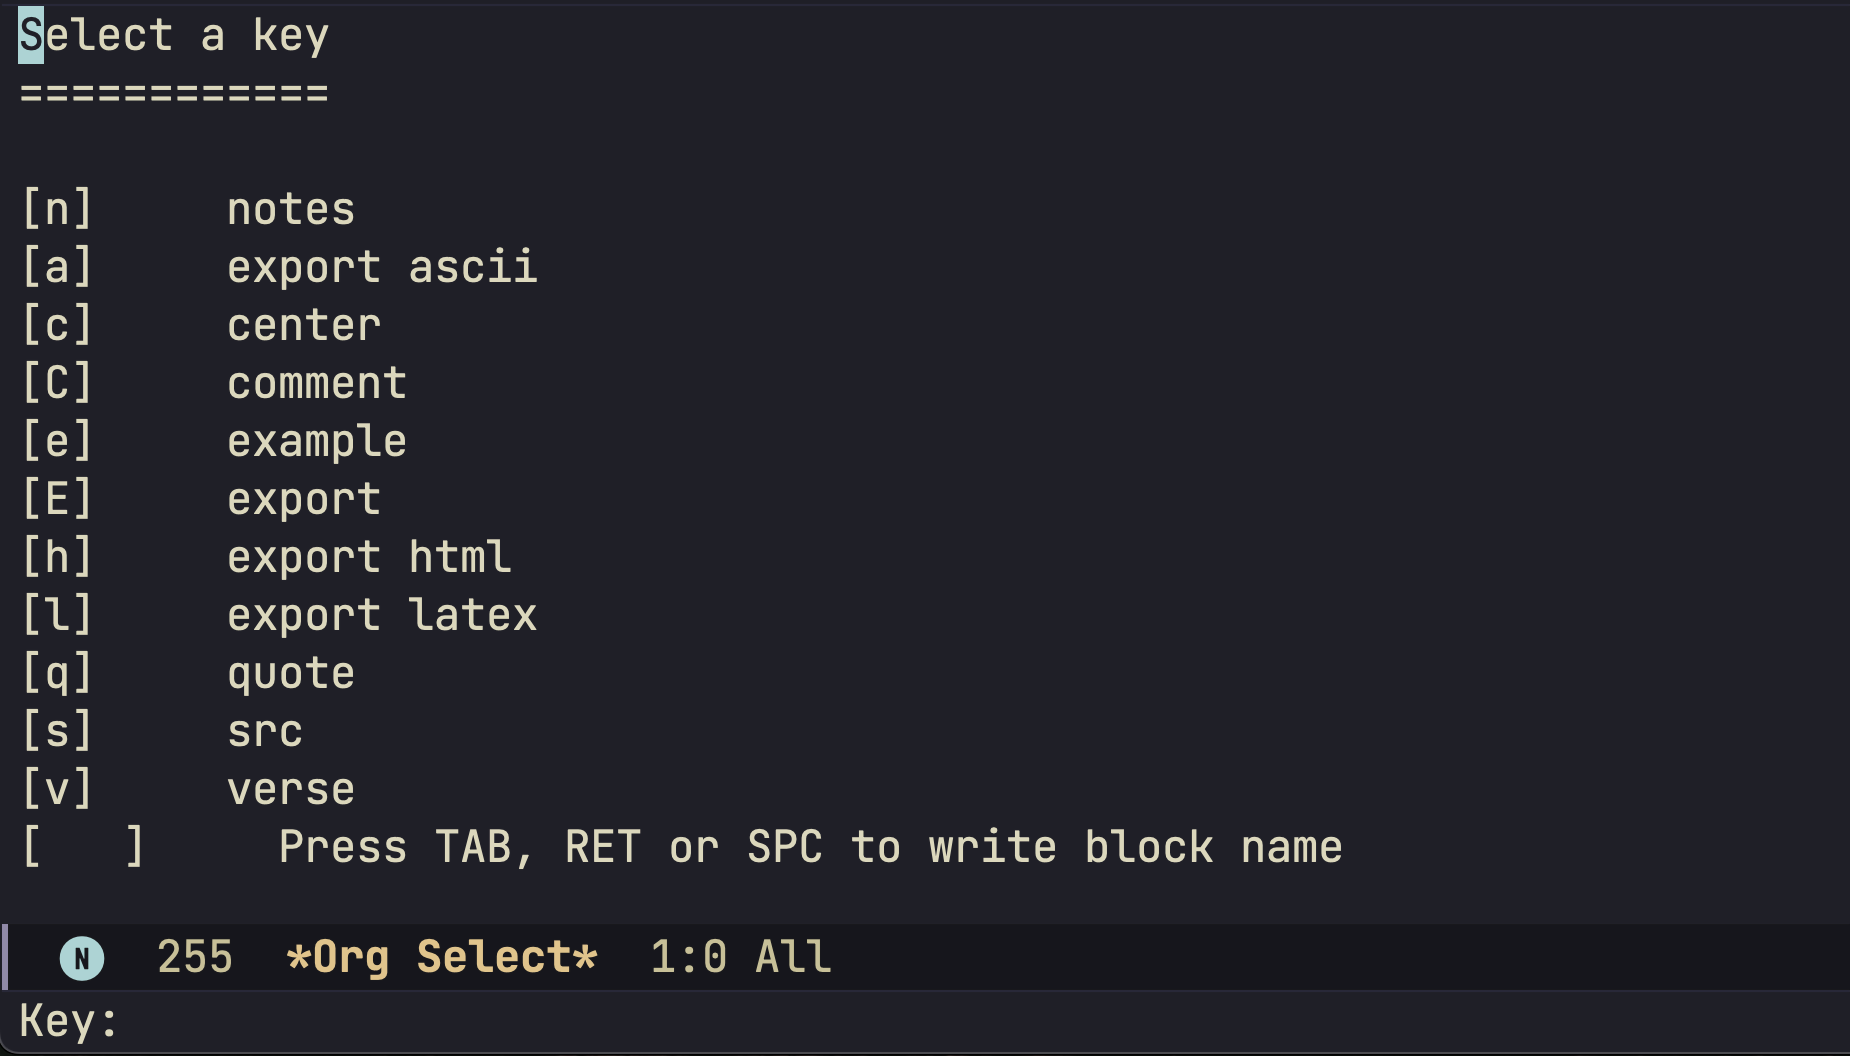 Select a key
============

[n]     notes
[a]     export ascii
[c]     center
[C]     comment
[e]     example
[E]     export
[h]     export html
[l]     export latex
[q]     quote
[s]     src
[v]     verse
[   ]     Press TAB, RET or SPC to write block name
N  255  *Org Select*  1:0 All
Key: